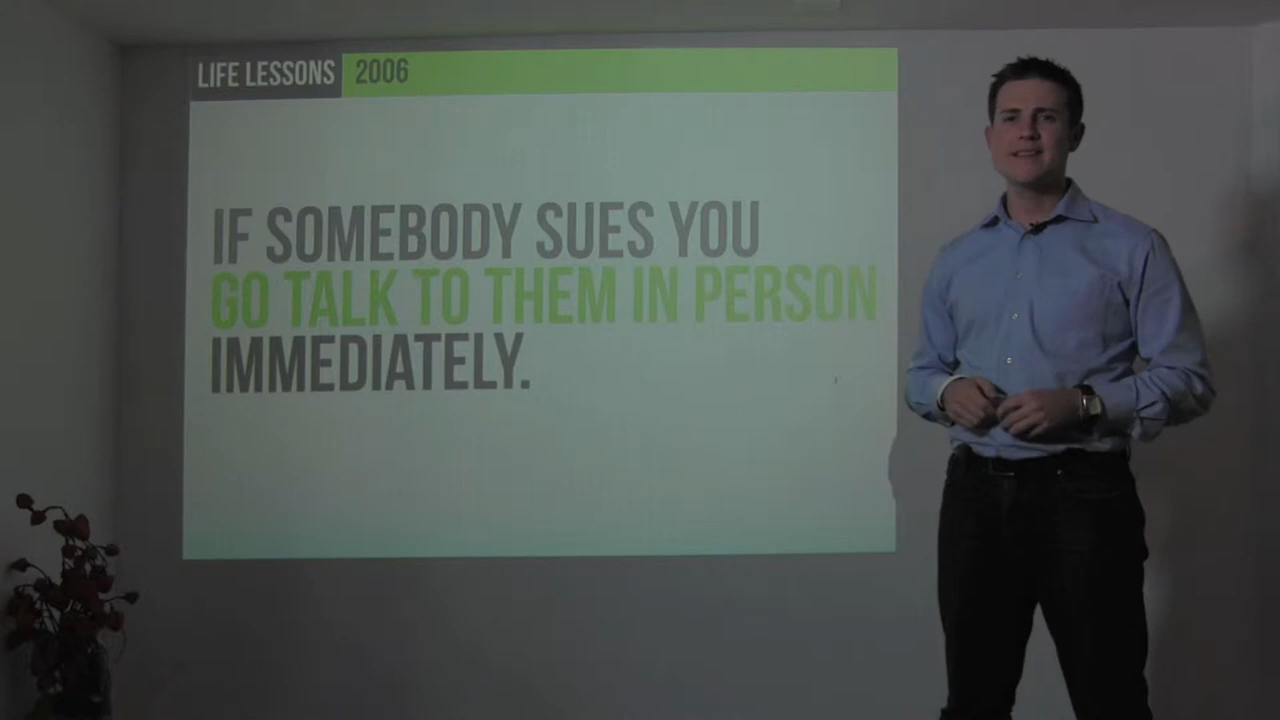 LIFE LESSONS 2006
IF SOMEBODY SUES YOU
GO TALK TO THEM IN PERSON
IMMEDIATELY.